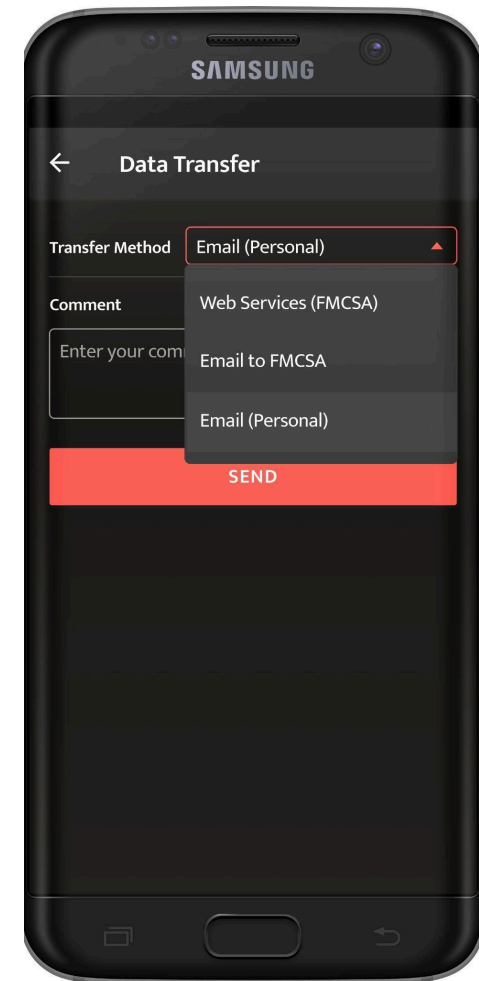 SAMSUNG
Data Transfer
Transfer Method
Email (Personal)
Web Services (FMCSA)
Comment
Enter your com
Email to FMCSA
Email (Personal)
SEND